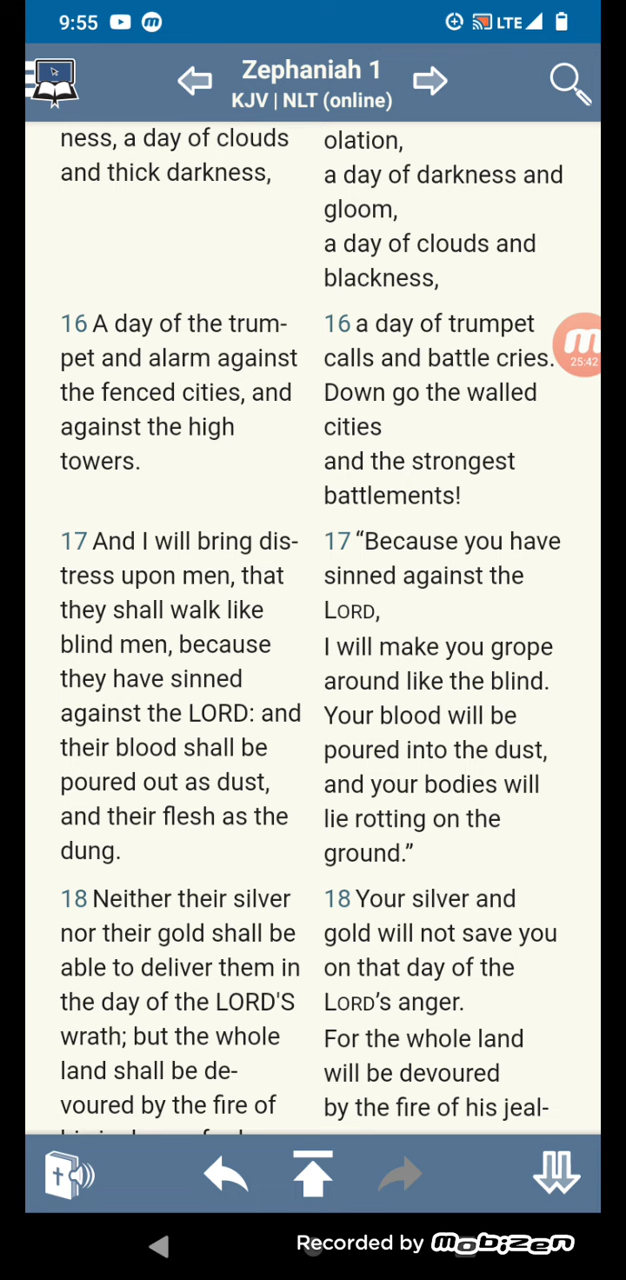 9:55
LTE
Zephaniah 1
KJV | NLT (online)
ness, a day of clouds
and thick darkness,
16 A day of the trum-
pet and alarm against
the fenced cities, and
against the high
towers.
17 And I will bring dis-
tress upon men, that
they shall walk like
blind men, because
they have sinned
against the LORD: and
their blood shall be
poured out as dust,
and their flesh as the
dung.
18 Neither their silver
nor their gold shall be
able to deliver them in
the day of the LORD'S
wrath; but the whole
land shall be de-
voured by the fire of
olation,
a day of darkness and
gloom,
a day of clouds and
blackness,
16 a day of trumpet
calls and battle cries.
Down go the walled
cities
and the strongest
battlements!
17 “Because you have
sinned against the
LORD,
I will make you grope
around like the blind.
Your blood will be
poured into the dust,
and your bodies will
lie rotting on the
ground.”
18 Your silver and
gold will not save you
on that day of the
LORD’s anger.
For the whole land
will be devoured
by the fire of his jeal-
m
25:42
Recorded by mobizen